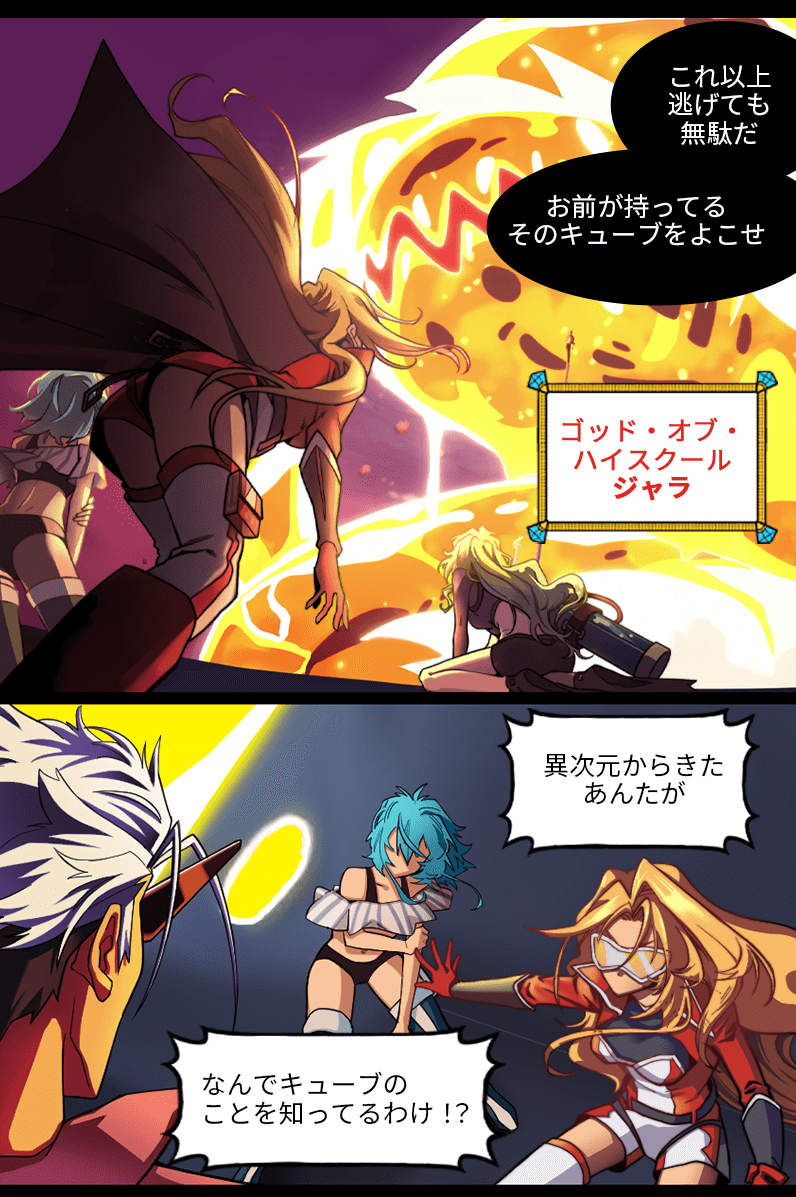 これ以上
逃げても
無駄だ
お前が持ってる
そのキューブをよこせ
ゴッド・オブ・
ハイスクール
ジャラ
異次元からきた
あんたが
なんでキューブの
ことを知ってるわけ!?